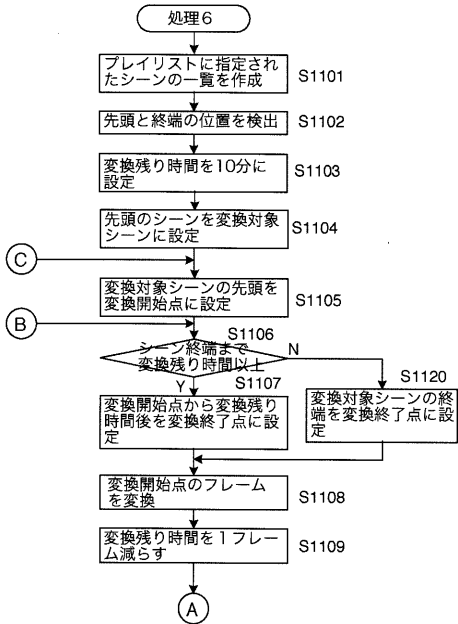 処理6
プレイリストに指定され
たシーンの一覧を作成
S1101
先頭と終端の位置を検出
S1102
変換残り時間を10分に
設定
S1103
先頭のシーンを変換対象
シーンに設定
S1104
C
変換対象シーンの先頭を
変換開始点に設定
S1105
B
S1106
シーン終端まで
変換残り時間以上
N
Y
S1107
変換開始点から変換残り
時間後を変換終了点に設
定
S1120
変換対象シーンの終
端を変換終了点に設
定
変換開始点のフレーム
を変換
S1108
変換残り時間を1フレー
ム減らす
S1109
A